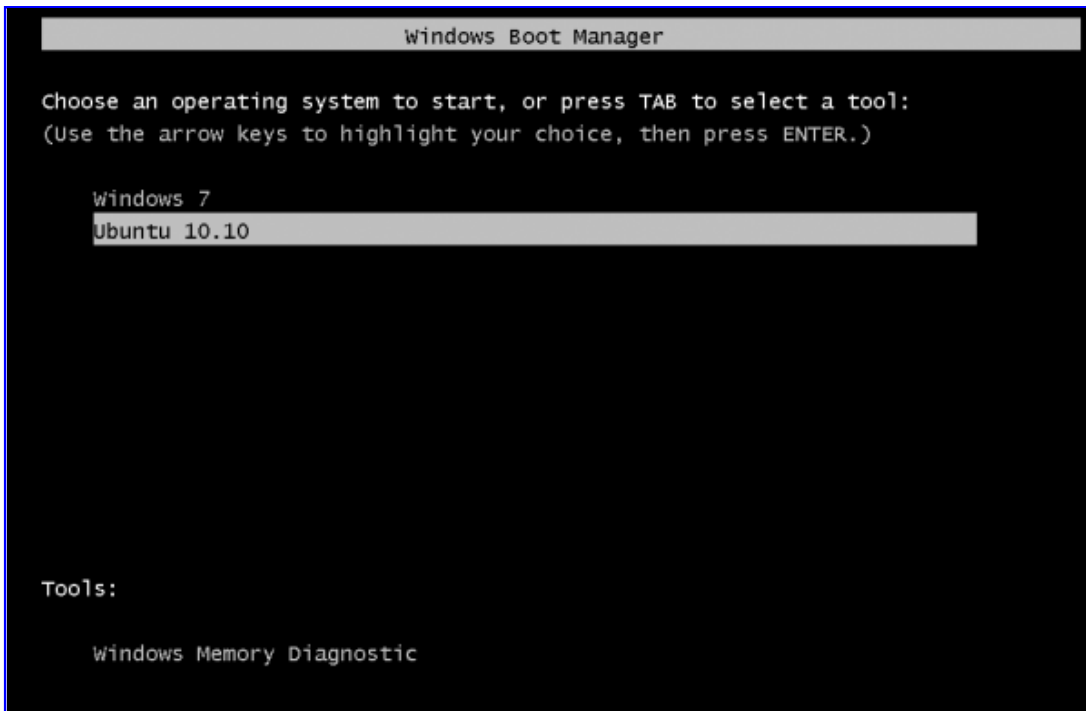 Windows Boot Manager
Choose an operating system to start, or press TAB to select a tool:
(Use the arrow keys to highlight your choice, then press ENTER.)
Windows 7
Ubuntu 10.10
Tools:
Windows Memory Diagnostic